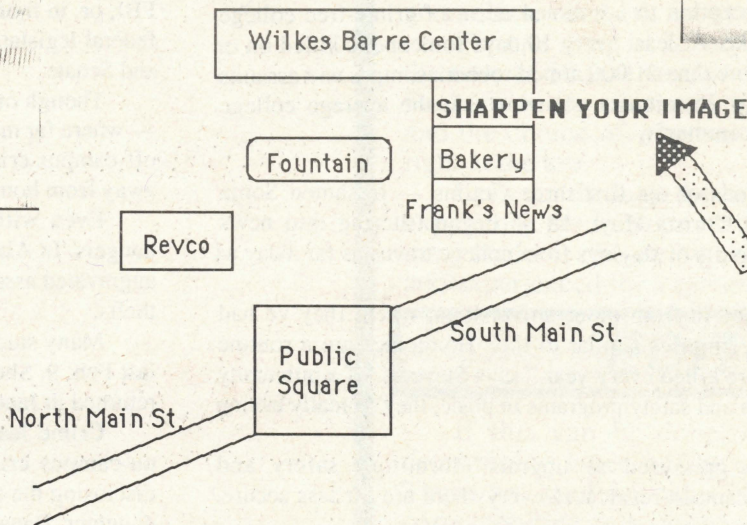 Wilkes Barre Center
SHARPEN YOUR IMAGE
Fountain
Bakery
Frank's News
Revco
South Main St.
Public
Square
North Main St.